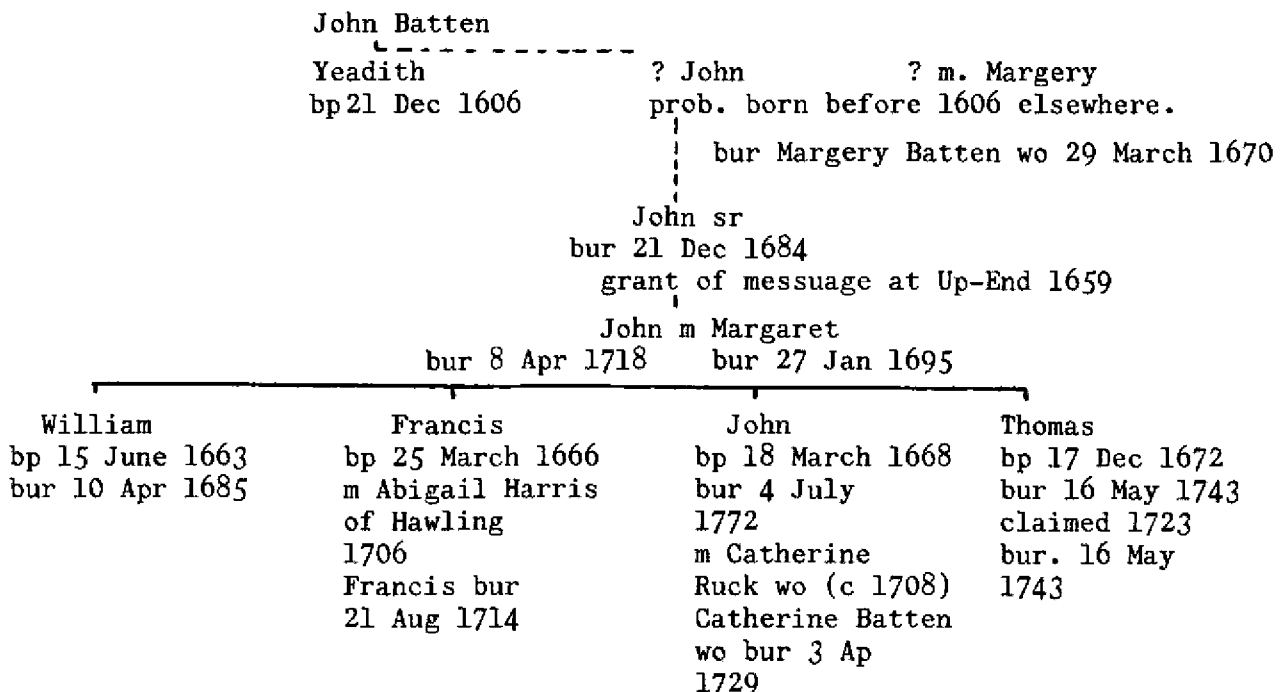 John Batten
Yeadith
bp 21 Dec 1606
? John ? m. Margery
prob. born before 1606 elsewhere.
bur Margery Batten wo 29 March 1670
John sr
bur 21 Dec 1684
grant of messuage at Up-End 1659
John m Margaret
bur 8 Apr 1718 bur 27 Jan 1695
William
bp 15 June 1663
bur 10 Apr 1685
Francis
bp 25 March 1666
m Abigail Harris
of Hawling
1706
Francis bur
21 Aug 1714
John
bp 18 March 1668
bur 4 July
1772
m Catherine
Ruck wo (c 1708)
Catherine Batten
wo bur 3 Ap
1729
Thomas
bp 17 Dec 1672
bur 16 May 1743
claimed 1723
bur. 16 May
1743